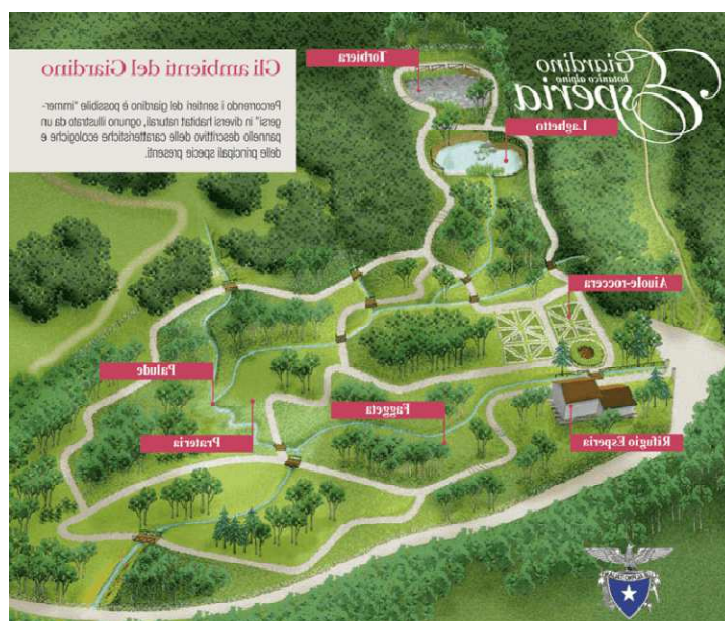 Giardino
botanico alpino
Esperia
Gli ambienti del Giardino
Percorrendo i sentieri del giardino è possibile "immer-
gersi" in diversi habitat naturali, ognuno illustrato da un
pannello descrittivo delle caratteristiche ecologiche e
delle principali specie presenti.
Torbiera
Laghetto
Aiuole-roccera
Palude
Faggeta
Prateria
Rifugio Esperia